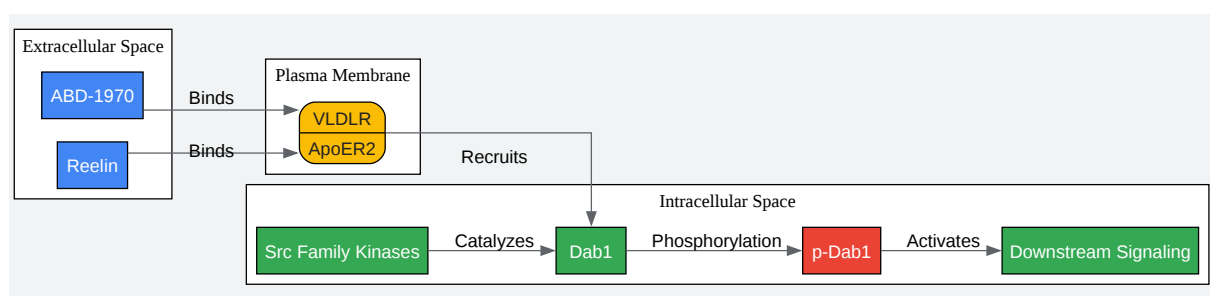 Extracellular Space
ABD-1970
Binds
Reelin
Binds
Plasma Membrane
VLDLR
ApoER2
Recruits
Intracellular Space
Src Family Kinases
Catalyzes
Dab1
Phosphorylation
p-Dab1
Activates
Downstream Signaling